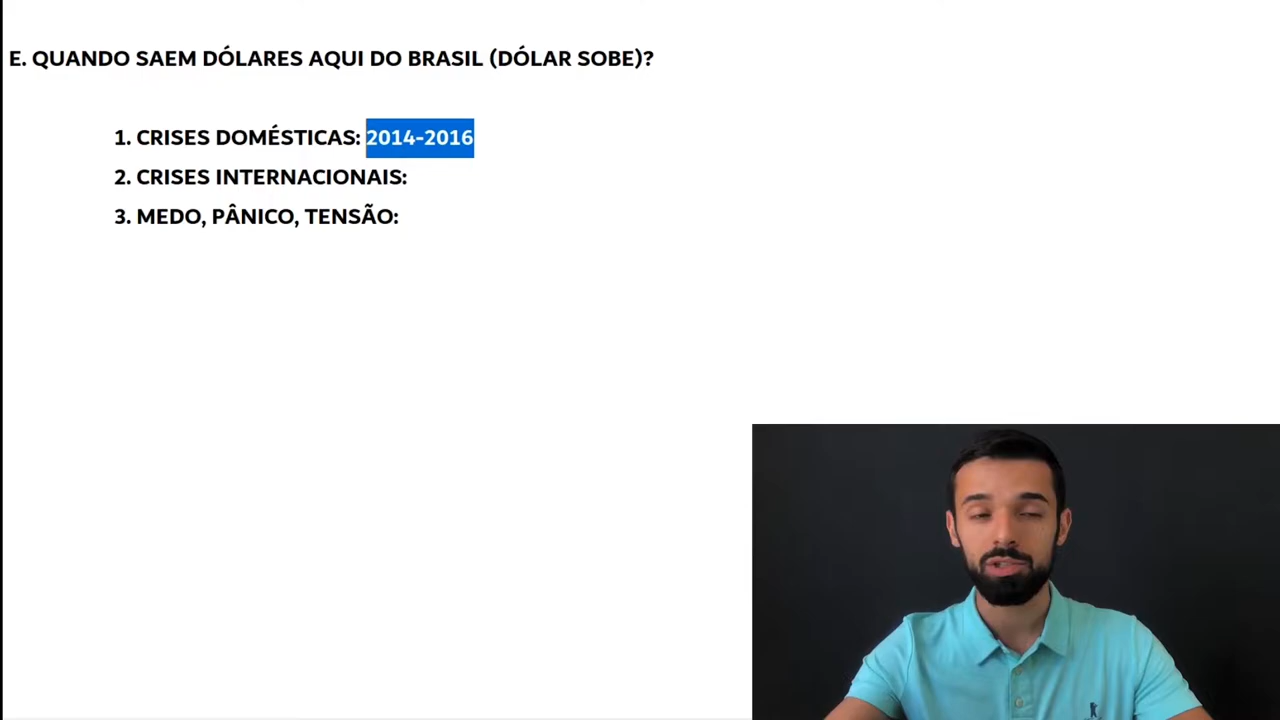 E. QUANDO SAEM DÓLARES AQUI DO BRASIL (DÓLAR SOBE)?
1. CRISES DOMÉSTICAS: 2014-2016
2. CRISES INTERNACIONAIS:
3. MEDO, PÂNICO, TENSÃO: